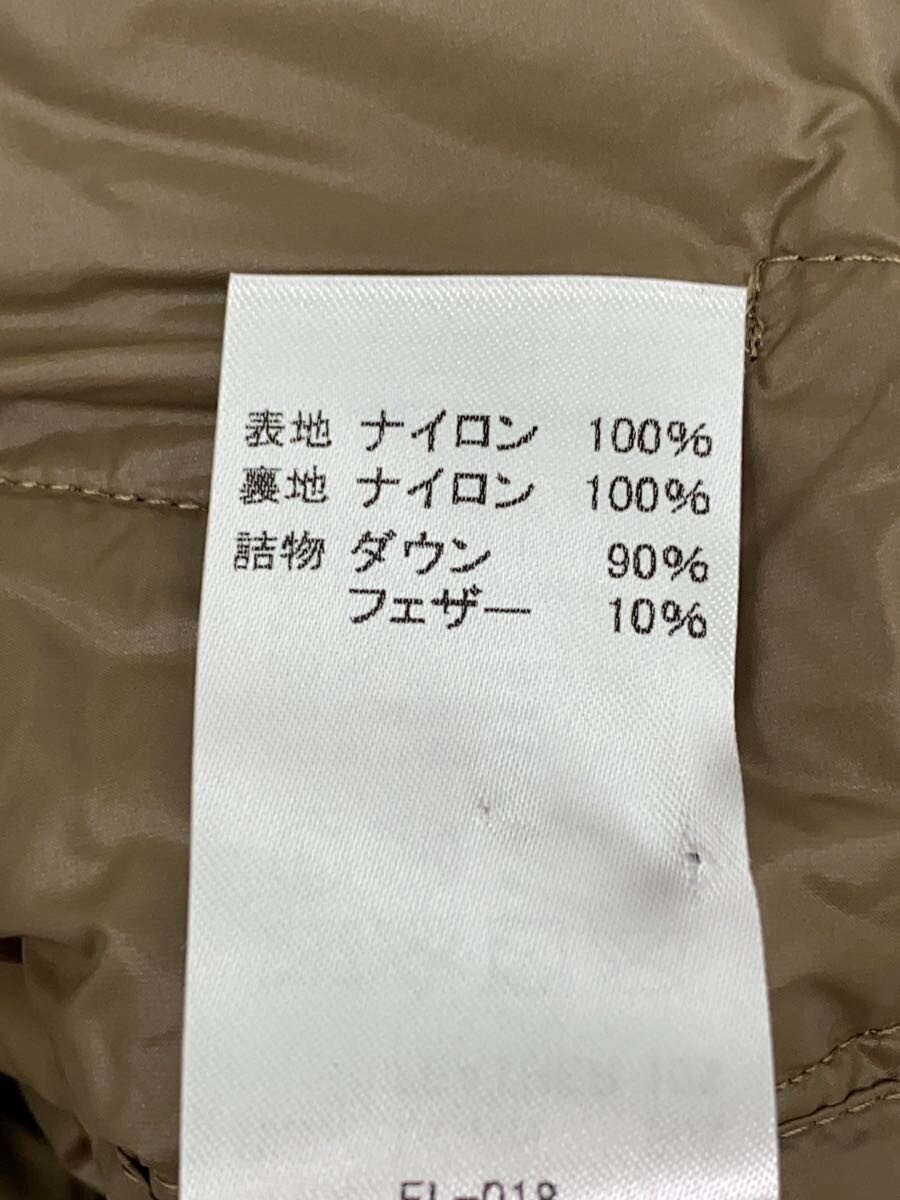 表地 ナイロン 100%
裏地 ナイロン 100%
詰物 ダウン 90%
フェザー 10%